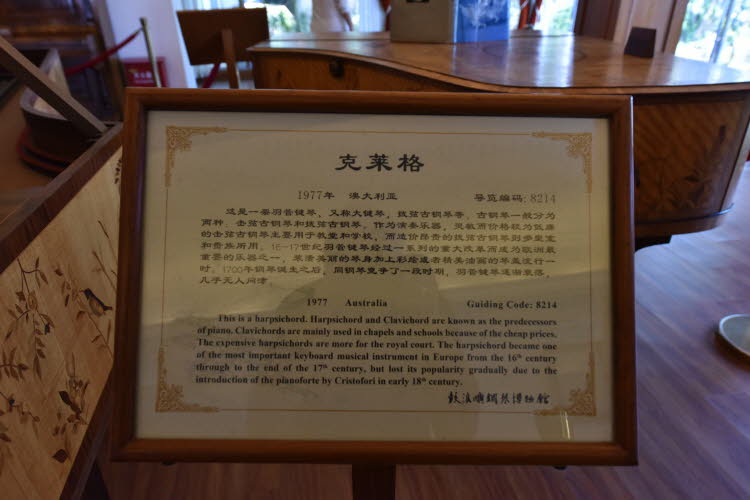 克莱格
1977年 澳大利亚 导览编码: 8214
这是一架羽管键琴, 又称大键琴, 拨弦古钢琴等, 古钢琴一般分为
两种: 击弦古钢琴和拨弦古钢琴, 作为演奏乐器, 灵敏而价格较为低廉
的击弦古钢琴主要用于教堂和学校, 而造价昂贵的拨弦古钢琴则多皇室
和贵族所用。16-17世纪羽管键琴经过一系列的重大改革而成为欧洲最
重要的乐器之一, 装潢美丽的琴身加上彩绘或者精美油画的琴盖流行一
时。1700年钢琴诞生之后, 同钢琴竞争了一段时期, 羽管键琴逐渐衰落,
几乎无人问津。
1977 Australia Guiding Code: 8214
This is a harpsichord. Harpsichord and Clavichord are known as the predecessors
of piano. Clavichords are mainly used in chapels and schools because of the cheap prices.
The expensive harpsichords are more for the royal court. The harpsichord became one
of the most important keyboard musical instrument in Europe from the 16th century
through to the end of the 17th century, but lost its popularity gradually due to the
introduction of the pianoforte by Cristofori in early 18th century.
鼓浪屿钢琴博物馆